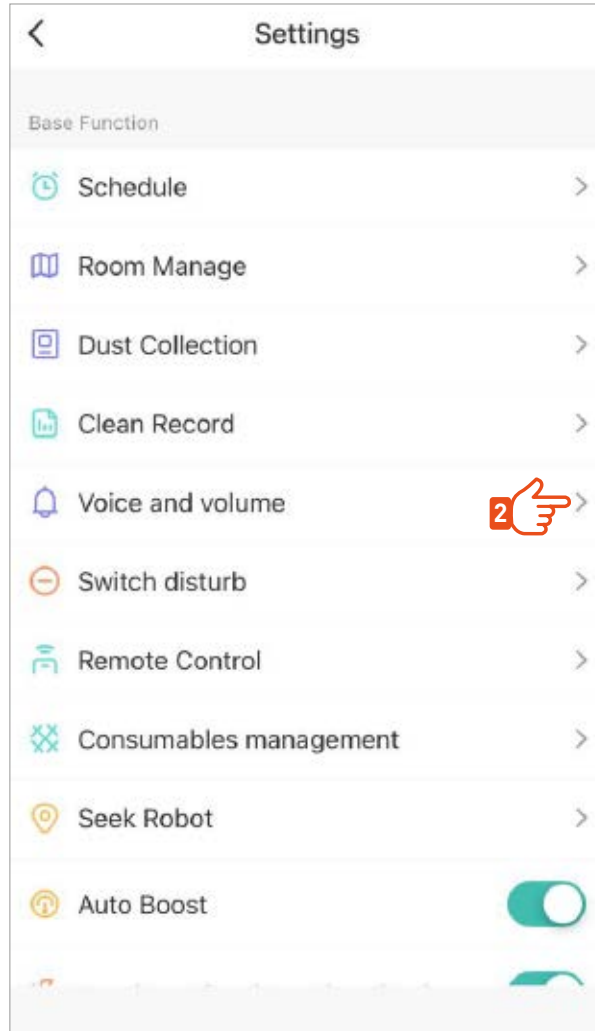 Settings
Base Function
Schedule
Room Manage
Dust Collection
Clean Record
Voice and volume
2
Switch disturb
Remote Control
Consumables management
Seek Robot
Auto Boost